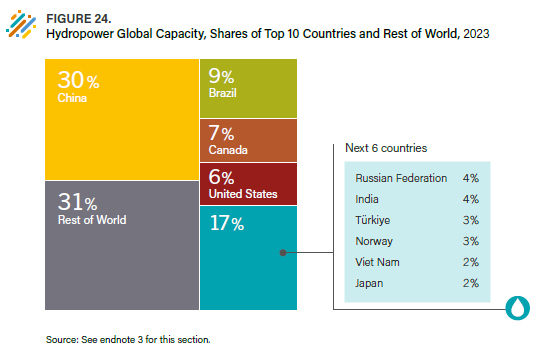 FIGURE 24.
Hydropower Global Capacity, Shares of Top 10 Countries and Rest of World, 2023
30%
China
31%
Rest of World
9%
Brazil
7%
Canada
6%
United States
17%
Next 6 countries
Russian Federation 4%
India 4%
Türkiye 3%
Norway 3%
Viet Nam 2%
Japan 2%
Source: See endnote 3 for this section.